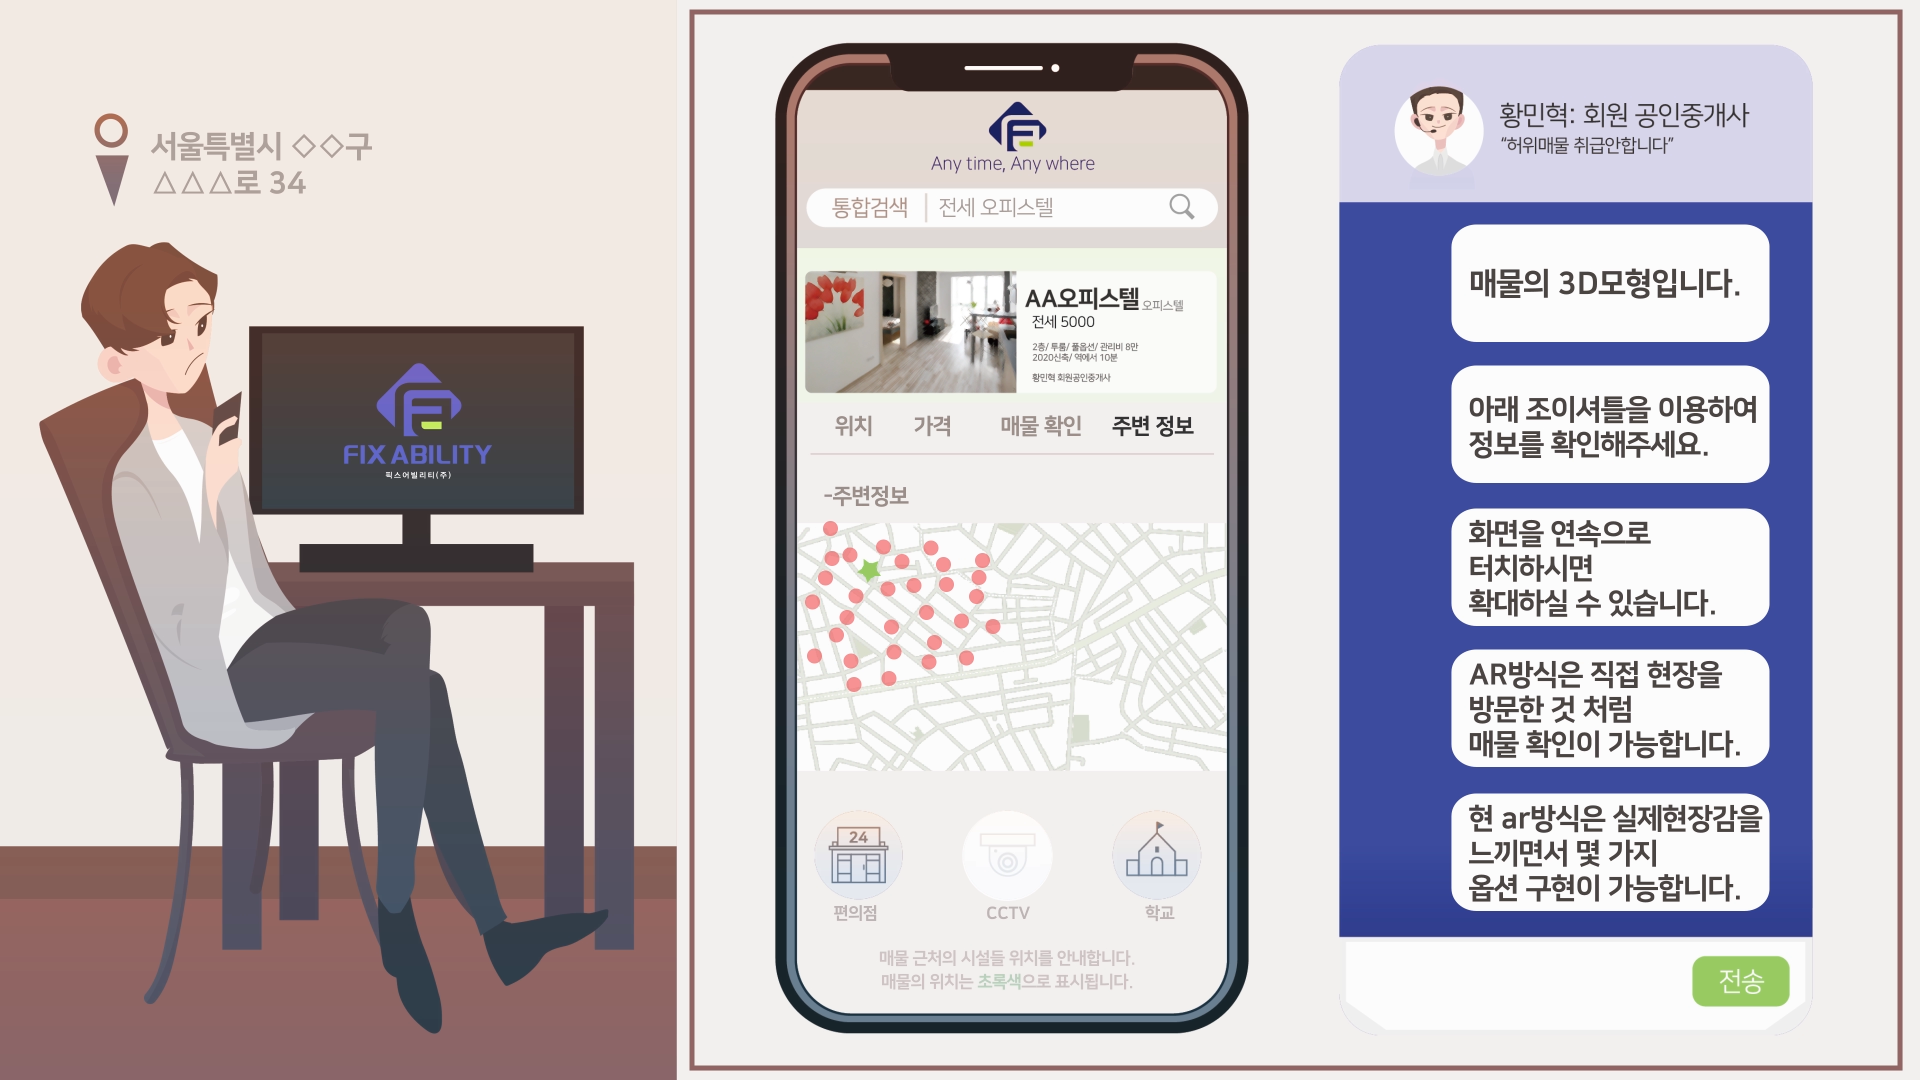 서울특별시 ◇◇구
△△△로 34
FIX ABILITY
픽스어빌리티(주)
Any time, Any where
통합검색 | 전세 오피스텔
AA오피스텔 오피스텔
전세 5000
2층/ 투룸/ 풀옵션/ 관리비 8만
2020신축/ 역에서 10분
황민혁 회원공인중개사
위치 가격 매물 확인 주변 정보
-주변정보
24
편의점 CCTV 학교
매물 근처의 시설들 위치를 안내합니다.
매물의 위치는 초록색으로 표시됩니다.
황민혁: 회원 공인중개사
“허위매물 취급안합니다”
매물의 3D모형입니다.
아래 조이셔틀을 이용하여
정보를 확인해주세요.
화면을 연속으로
터치하시면
확대하실 수 있습니다.
AR방식은 직접 현장을
방문한 것 처럼
매물 확인이 가능합니다.
현 ar방식은 실제현장감을
느끼면서 몇 가지
옵션 구현이 가능합니다.
전송